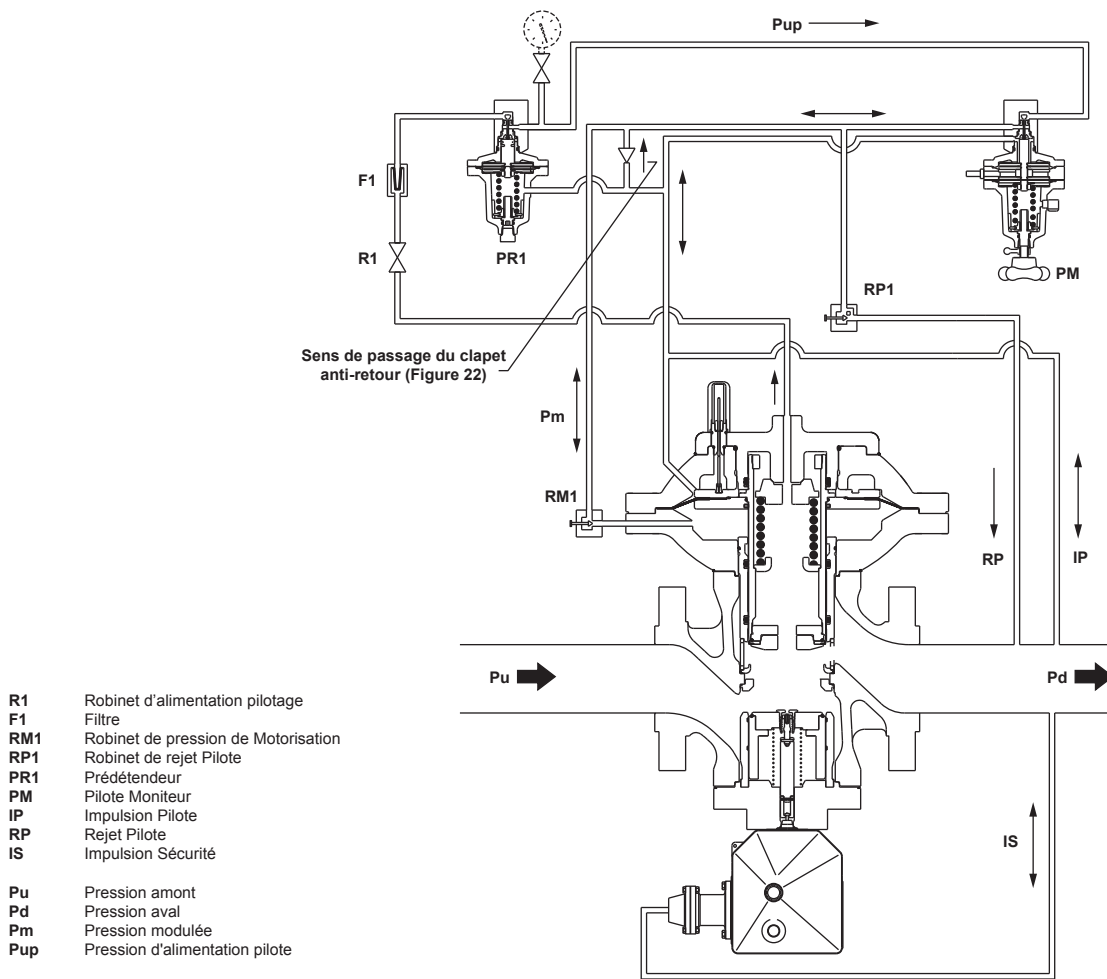 Pup
F1
R1
PR1
PM
RP1
Sens de passage du clapet
anti-retour (Figure 22)
Pm
RM1
RP
IP
Pu
Pd
IS
R1 Robinet d'alimentation pilotage
F1 Filtre
RM1 Robinet de pression de Motorisation
RP1 Robinet de rejet Pilote
PR1 Prédétendeur
PM Pilote Moniteur
IP Impulsion Pilote
RP Rejet Pilote
IS Impulsion Sécurité
Pu Pression amont
Pd Pression aval
Pm Pression modulée
Pup Pression d'alimentation pilote